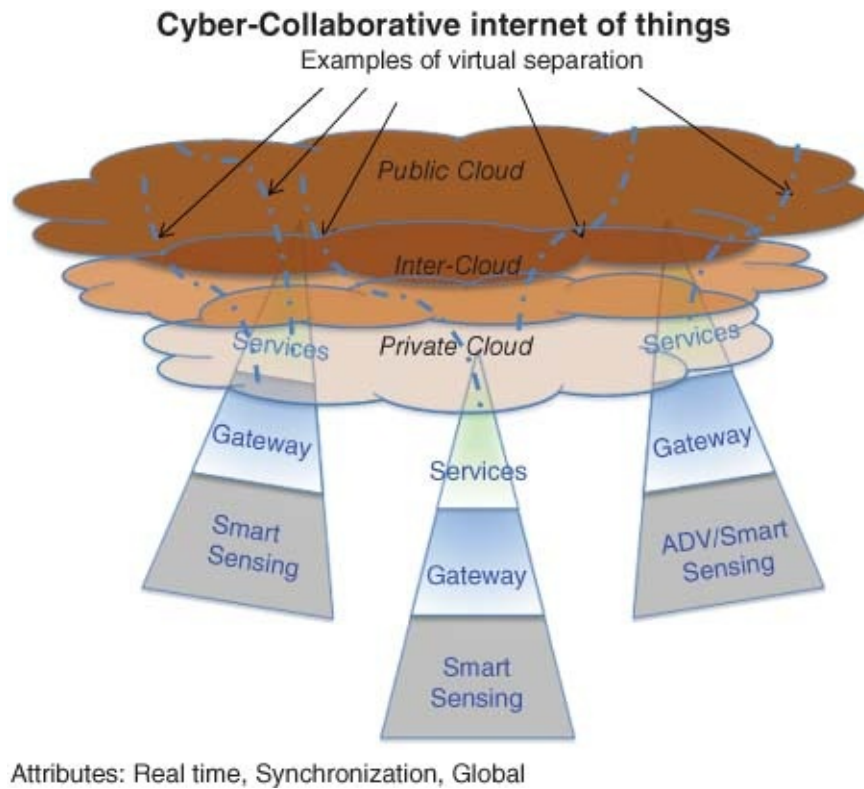 Cyber-Collaborative internet of things
Examples of virtual separation
Public Cloud
Inter-Cloud
Private Cloud
Services
Gateway
Smart
Sensing
Services
Gateway
Smart
Sensing
Services
Gateway
ADV/Smart
Sensing
Attributes: Real time, Synchronization, Global